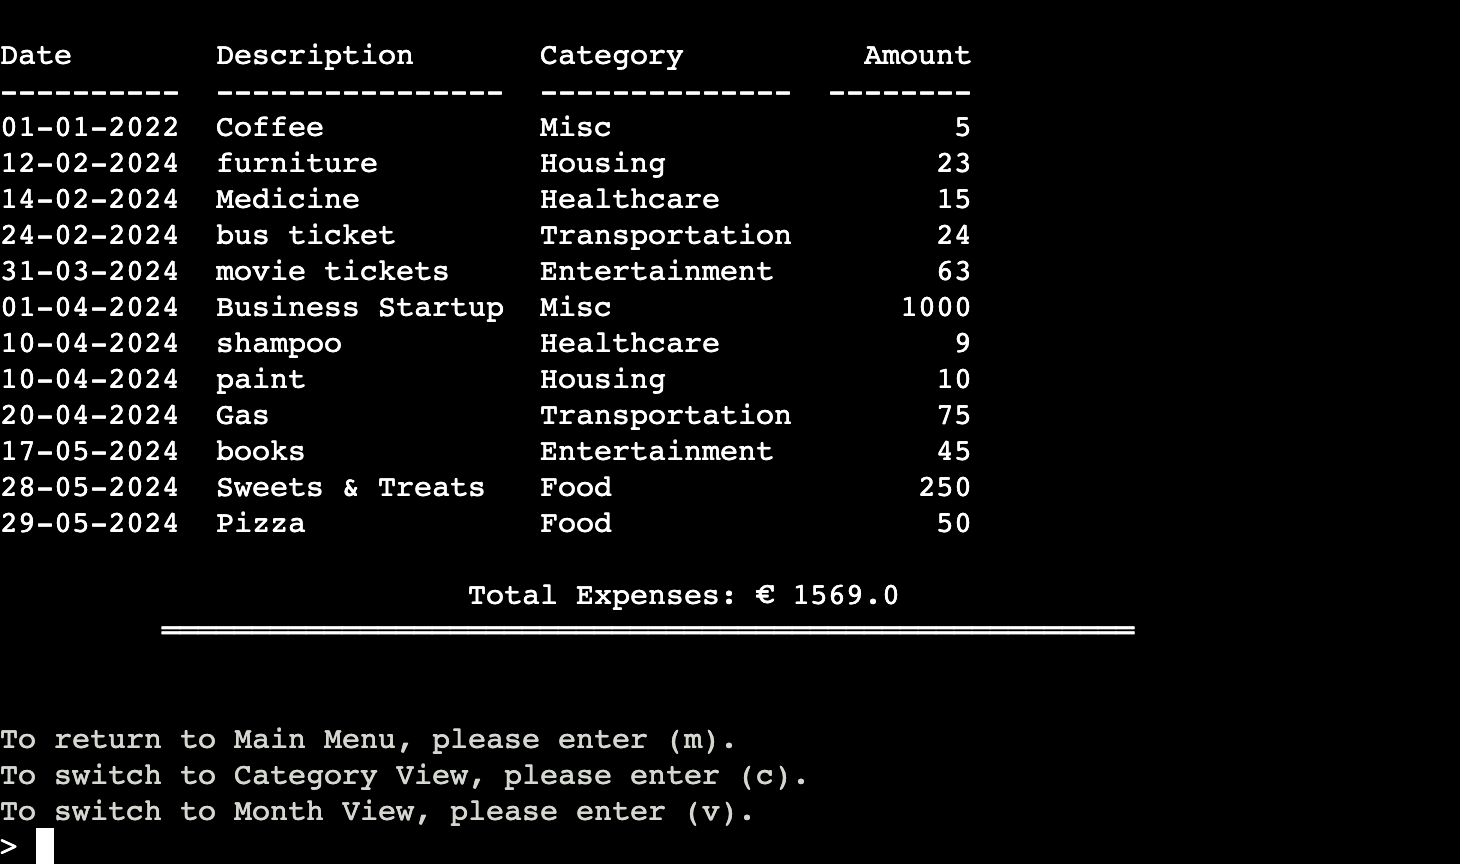 Date        Description       Category          Amount
----------  ----------------  --------------  --------
01-01-2022  Coffee            Misc                   5
12-02-2024  furniture         Housing               23
14-02-2024  Medicine          Healthcare            15
24-02-2024  bus ticket        Transportation        24
31-03-2024  movie tickets     Entertainment         63
01-04-2024  Business Startup  Misc                1000
10-04-2024  shampoo           Healthcare             9
10-04-2024  paint             Housing               10
20-04-2024  Gas               Transportation        75
17-05-2024  books             Entertainment         45
28-05-2024  Sweets & Treats   Food                 250
29-05-2024  Pizza             Food                  50
Total Expenses: € 1569.0
To return to Main Menu, please enter (m).
To switch to Category View, please enter (c).
To switch to Month View, please enter (v).
>